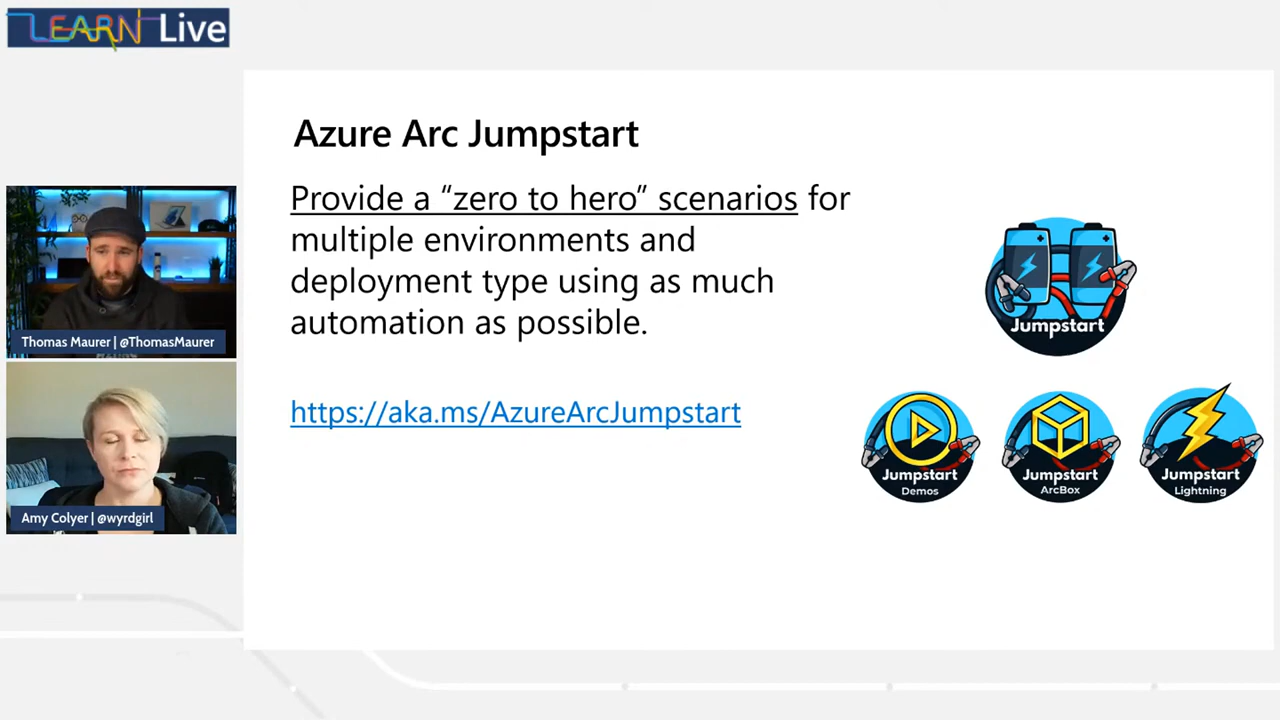 LEARN Live
Azure Arc Jumpstart
Provide a “zero to hero” scenarios for
multiple environments and
deployment type using as much
automation as possible.
https://aka.ms/AzureArcJumpstart
Jumpstart
Jumpstart
Demos
Jumpstart
ArcBox
Jumpstart
Lightning
Thomas Maurer | @ThomasMaurer
Amy Colyer | @wyrdgirl